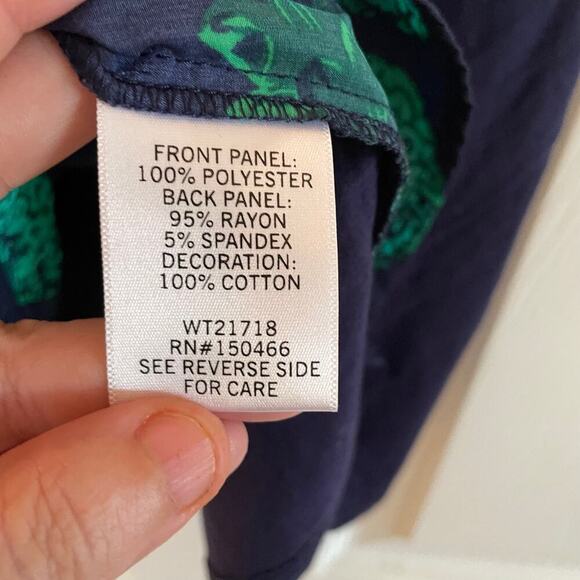 FRONT PANEL:
100% POLYESTER
BACK PANEL:
95% RAYON
5% SPANDEX
DECORATION:
100% COTTON
WT21718
RN#150466
SEE REVERSE SIDE
FOR CARE